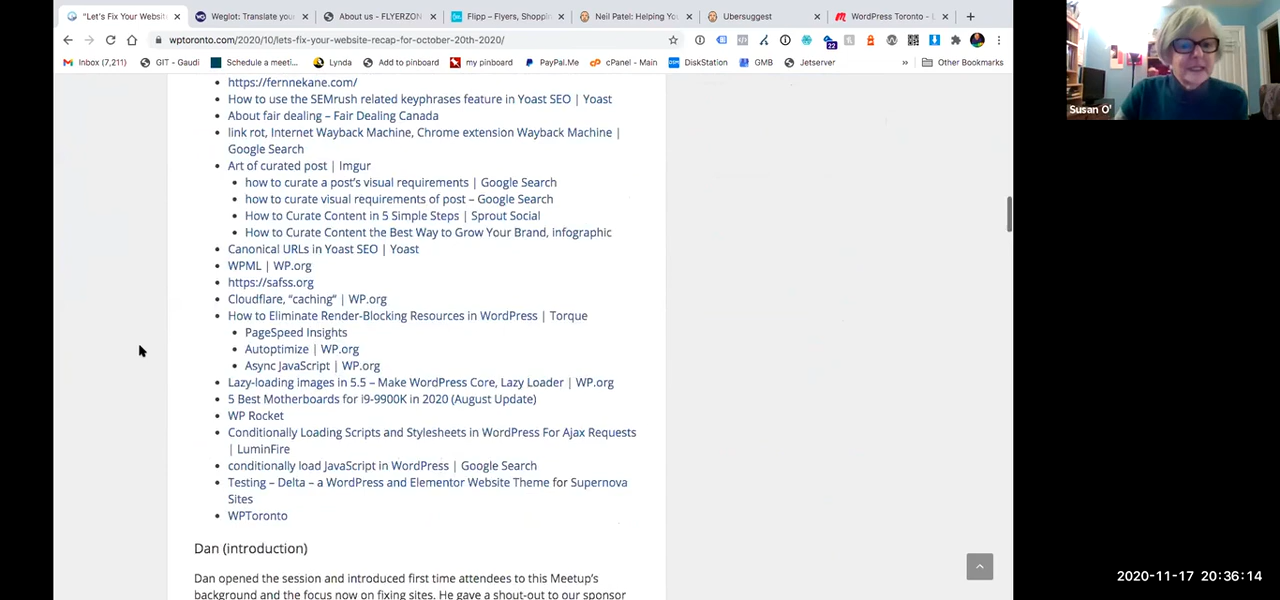 "Let's Fix Your Websit
Weglot: Translate you
About us - FLYERZON
Flipp – Flyers, Shoppin
Neil Patel: Helping Yo
Ubersuggest
WordPress Toronto - L
wptoronto.com/2020/10/lets-fix-your-website-recap-for-october-20th-2020/
22
Inbox (7,211)
GIT - Gaudi
Schedule a meeti...
Lynda
Add to pinboard
my pinboard
PayPal.Me
cPanel - Main
DiskStation
GMB
Jetserver
»
Other Bookmarks
https://fernnekane.com/
How to use the SEMrush related keyphrases feature in Yoast SEO | Yoast
About fair dealing – Fair Dealing Canada
link rot, Internet Wayback Machine, Chrome extension Wayback Machine |
Google Search
Art of curated post | Imgur
how to curate a post's visual requirements | Google Search
how to curate visual requirements of post – Google Search
How to Curate Content in 5 Simple Steps | Sprout Social
How to Curate Content the Best Way to Grow Your Brand, infographic
Canonical URLs in Yoast SEO | Yoast
WPML | WP.org
https://safss.org
Cloudflare, "caching" | WP.org
How to Eliminate Render-Blocking Resources in WordPress | Torque
PageSpeed Insights
Autoptimize | WP.org
Async JavaScript | WP.org
Lazy-loading images in 5.5 – Make WordPress Core, Lazy Loader | WP.org
5 Best Motherboards for i9-9900K in 2020 (August Update)
WP Rocket
Conditionally Loading Scripts and Stylesheets in WordPress For Ajax Requests
| LuminFire
conditionally load JavaScript in WordPress | Google Search
Testing – Delta – a WordPress and Elementor Website Theme for Supernova
Sites
WPToronto
Dan (introduction)
Dan opened the session and introduced first time attendees to this Meetup's
background and the focus now on fixing sites. He gave a shout-out to our sponsor
Susan O'
2020-11-17 20:36:14